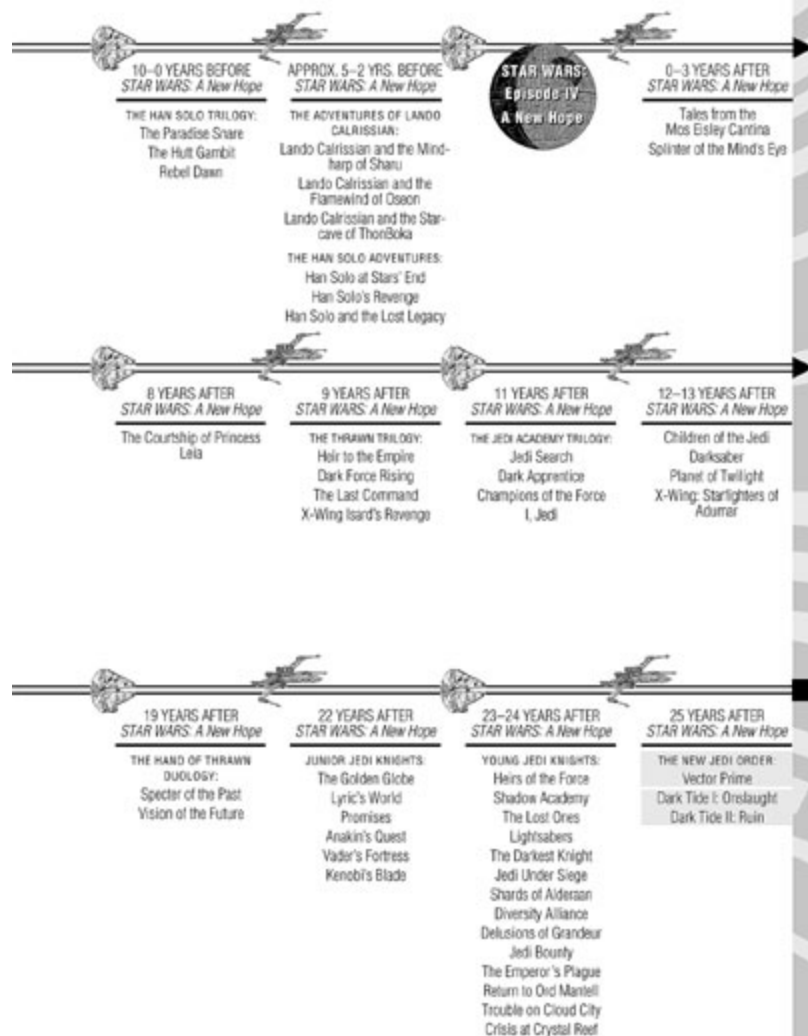 10–0 YEARS BEFORE
STAR WARS: A New Hope
THE HAN SOLO TRILOGY:
The Paradise Snare
The Hutt Gambit
Rebel Dawn
APPROX. 5–2 YRS. BEFORE
STAR WARS: A New Hope
THE ADVENTURES OF LANDO
CALRISSIAN:
Lando Calrissian and the Mind-
harp of Sharu
Lando Calrissian and the
Flamewind of Oseon
Lando Calrissian and the Star-
cave of ThonBoka
THE HAN SOLO ADVENTURES:
Han Solo at Stars' End
Han Solo's Revenge
Han Solo and the Lost Legacy
STAR WARS:
Episode IV
A New Hope
0–3 YEARS AFTER
STAR WARS: A New Hope
Tales from the
Mos Eisley Cantina
Splinter of the Mind's Eye
8 YEARS AFTER
STAR WARS: A New Hope
The Courtship of Princess
Leia
9 YEARS AFTER
STAR WARS: A New Hope
THE THRAWN TRILOGY:
Heir to the Empire
Dark Force Rising
The Last Command
X-Wing Isard's Revenge
11 YEARS AFTER
STAR WARS: A New Hope
THE JEDI ACADEMY TRILOGY:
Jedi Search
Dark Apprentice
Champions of the Force
I, Jedi
12–13 YEARS AFTER
STAR WARS: A New Hope
Children of the Jedi
Darksaber
Planet of Twilight
X-Wing: Starfighters of
Adumar
19 YEARS AFTER
STAR WARS: A New Hope
THE HAND OF THRAWN
DUOLOGY:
Specter of the Past
Vision of the Future
22 YEARS AFTER
STAR WARS: A New Hope
JUNIOR JEDI KNIGHTS:
The Golden Globe
Lyric's World
Promises
Anakin's Quest
Vader's Fortress
Kenobi's Blade
23–24 YEARS AFTER
STAR WARS: A New Hope
YOUNG JEDI KNIGHTS:
Heirs of the Force
Shadow Academy
The Lost Ones
Lightsabers
The Darkest Knight
Jedi Under Siege
Shards of Alderaan
Diversity Alliance
Delusions of Grandeur
Jedi Bounty
The Emperor's Plague
Return to Ord Mantell
Trouble on Cloud City
Crisis at Crystal Reef
25 YEARS AFTER
STAR WARS: A New Hope
THE NEW JEDI ORDER:
Vector Prime
Dark Tide I: Onslaught
Dark Tide II: Ruin